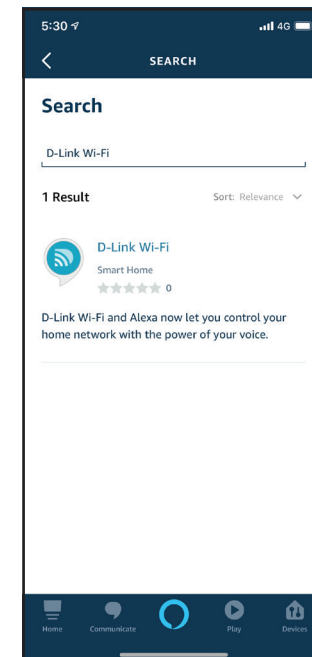 5:30 4G
SEARCH
Search
D-Link Wi-Fi
1 Result Sort: Relevance
D-Link Wi-Fi
Smart Home
0
D-Link Wi-Fi and Alexa now let you control your
home network with the power of your voice.
Home Communicate Play Devices